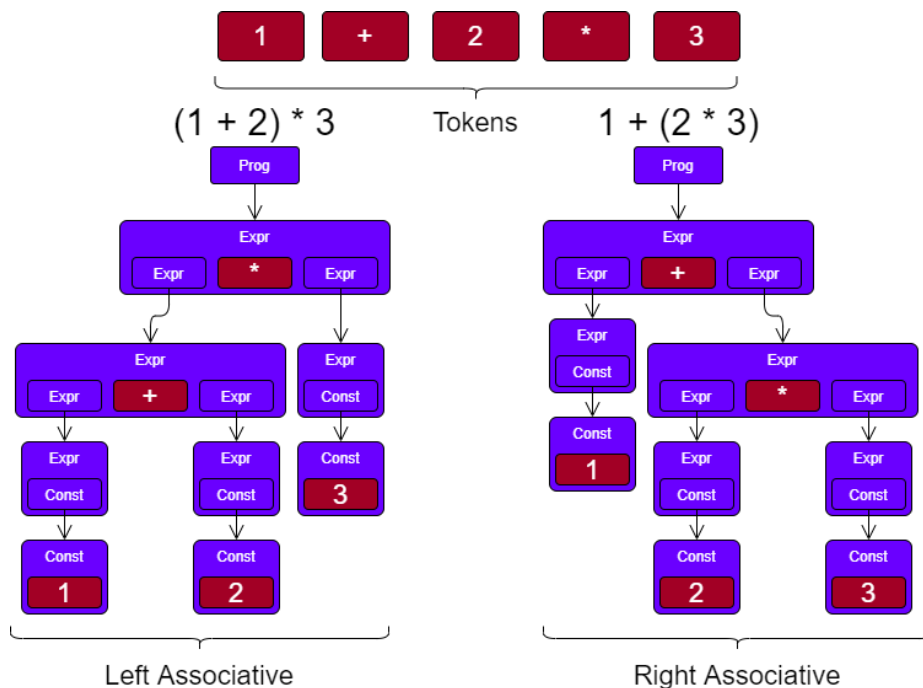 1 + 2 * 3
Tokens
(1 + 2) * 3
Prog
Expr
Expr * Expr
Expr
Expr + Expr
Expr
Const
Const
3
Expr
Const
Const
1
Expr
Const
Const
2
Left Associative
1 + (2 * 3)
Prog
Expr
Expr + Expr
Expr
Const
Const
1
Expr
Expr * Expr
Expr
Const
Const
2
Expr
Const
Const
3
Right Associative